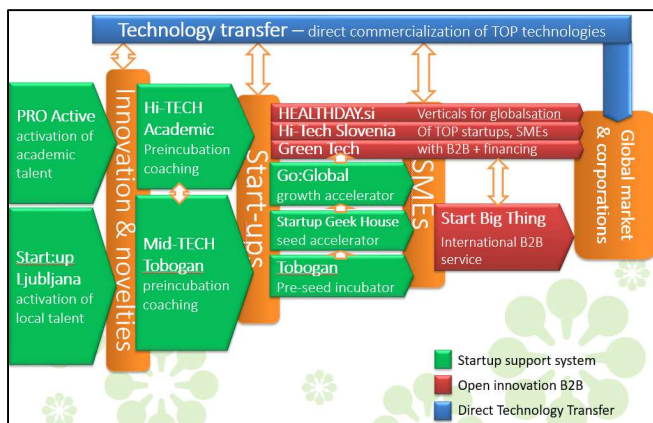 Technology transfer – direct commercialization of TOP technologies
PRO Active
activation of
academic
talent
Start:up
Ljubljana
activation of
local talent
Innovation & novelties
Hi-TECH
Academic
Preincubation
coaching
Mid-TECH
Tobogan
preincubation
coaching
Start-ups
HEALTHDAY.si Verticals for globalsation
Hi-Tech Slovenia Of TOP startups, SMEs
Green Tech with B2B + financing
Go:Global
growth accelerator
Startup Geek House
seed accelerator
Tobogan
Pre-seed incubator
SMEs
Start Big Thing
International B2B
service
Global market
& corporations
Startup support system
Open innovation B2B
Direct Technology Transfer